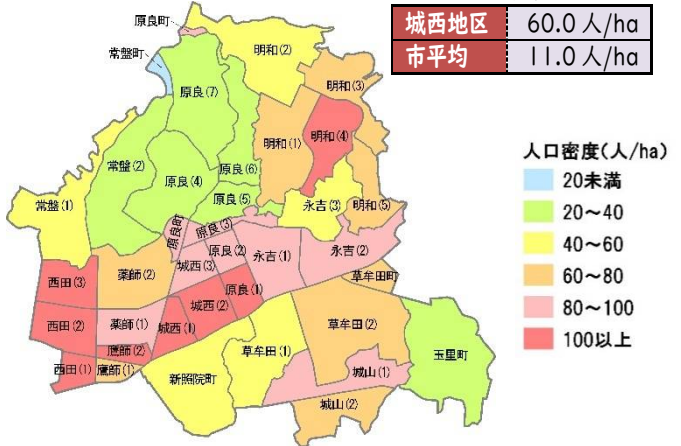 城西地区 60.0人/ha
市平均 11.0人/ha
原良町
常盤町
明和(2)
原良(7)
明和(3)
明和(1)
明和(4)
常盤(2)
原良(6)
原良(4)
原良(5)
永吉(3)
明和(5)
常盤(1)
原良町
原良(3)
原良(2)
永吉(1)
永吉(2)
城西(3)
草牟田町
西田(3)
薬師(2)
原良(1)
城西(2)
西田(2)
薬師(1)
城西(1)
草牟田(2)
鷹師(2)
草牟田(1)
玉里町
西田(1)
鷹師(1)
新照院町
城山(1)
城山(2)
人口密度(人/ha)
20未満
20~40
40~60
60~80
80~100
100以上